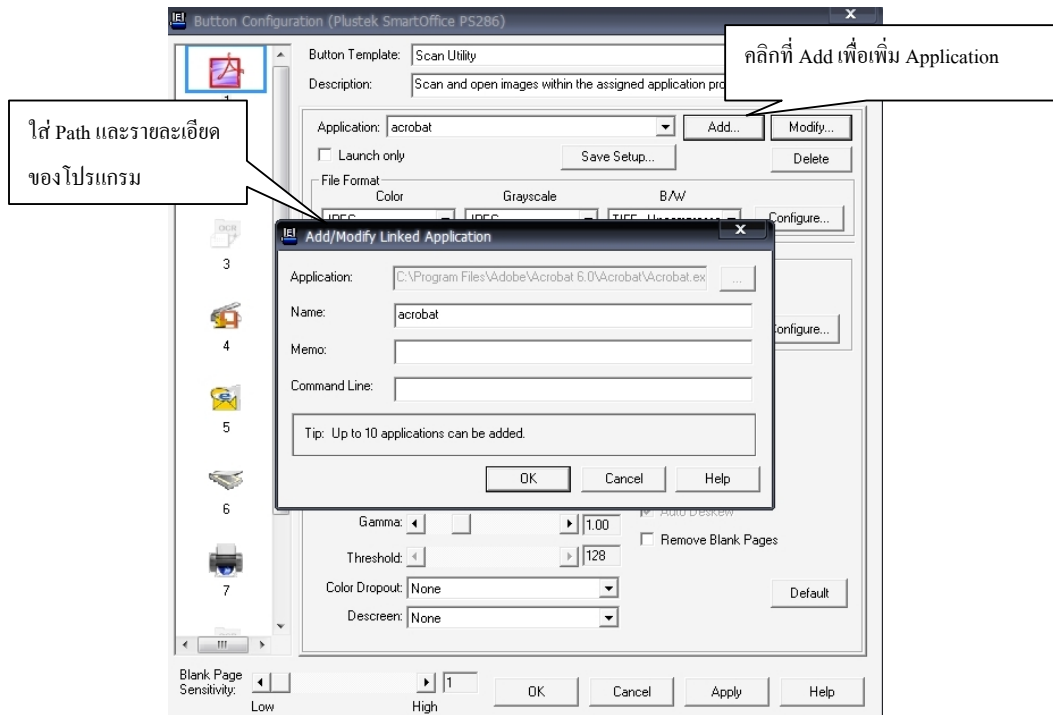 Button Configuration (Plustek SmartOffice PS286)
x
คลิกที่ Add เพื่อเพิ่ม Application
ใส่ Path และรายละเอียด
ของโปรแกรม
Button Template: Scan Utility
Description: Scan and open images within the assigned application
Application: acrobat
Add... Modify...
Launch only
Save Setup... Delete
File Format
Color Grayscale B/W
Configure...
Add/Modify Linked Application
x
Application: C:\Program Files\Adobe\Acrobat 6.0\Acrobat\Acrobat.ex
...
Name: acrobat
Memo:
Command Line:
Tip: Up to 10 applications can be added.
OK Cancel Help
OCR
3
4
5
6
7
Gamma: 1.00
Auto Deskew
Remove Blank Pages
Threshold: 128
Color Dropout: None
Default
Descreen: None
Blank Page
Sensitivity:
1
Low High
OK Cancel Apply Help